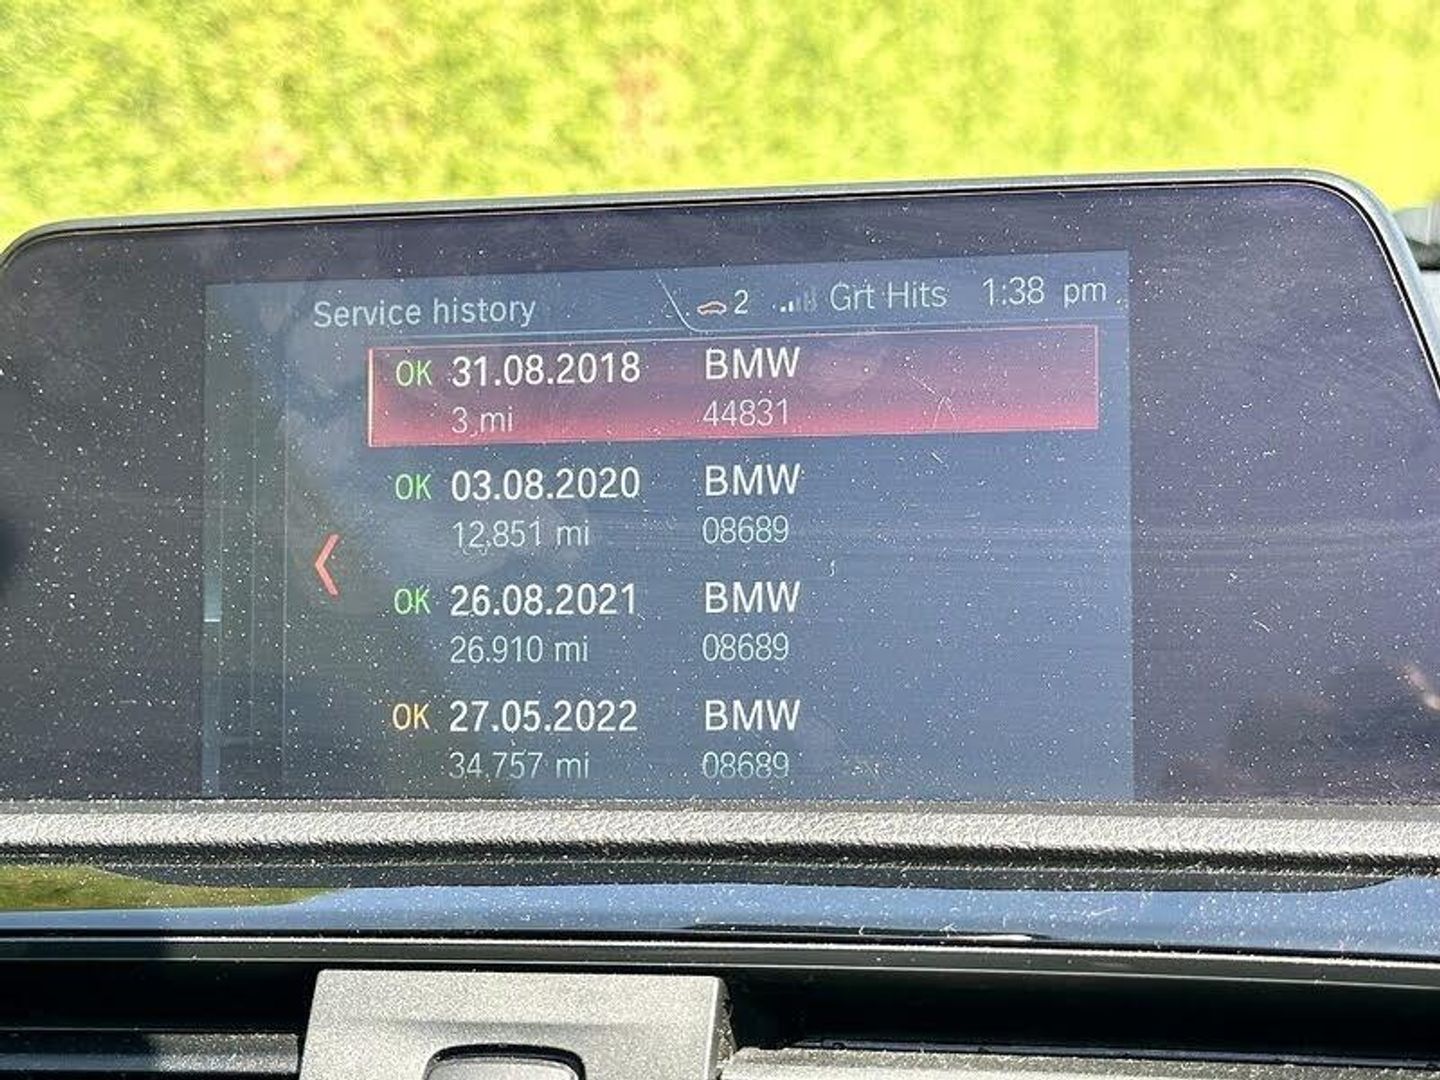 Service history 2 Grt Hits 1:38 pm
OK 31.08.2018 BMW
3 mi 44831
OK 03.08.2020 BMW
12.851 mi 08689
OK 26.08.2021 BMW
26.910 mi 08689
OK 27.05.2022 BMW
34.757 mi 08689